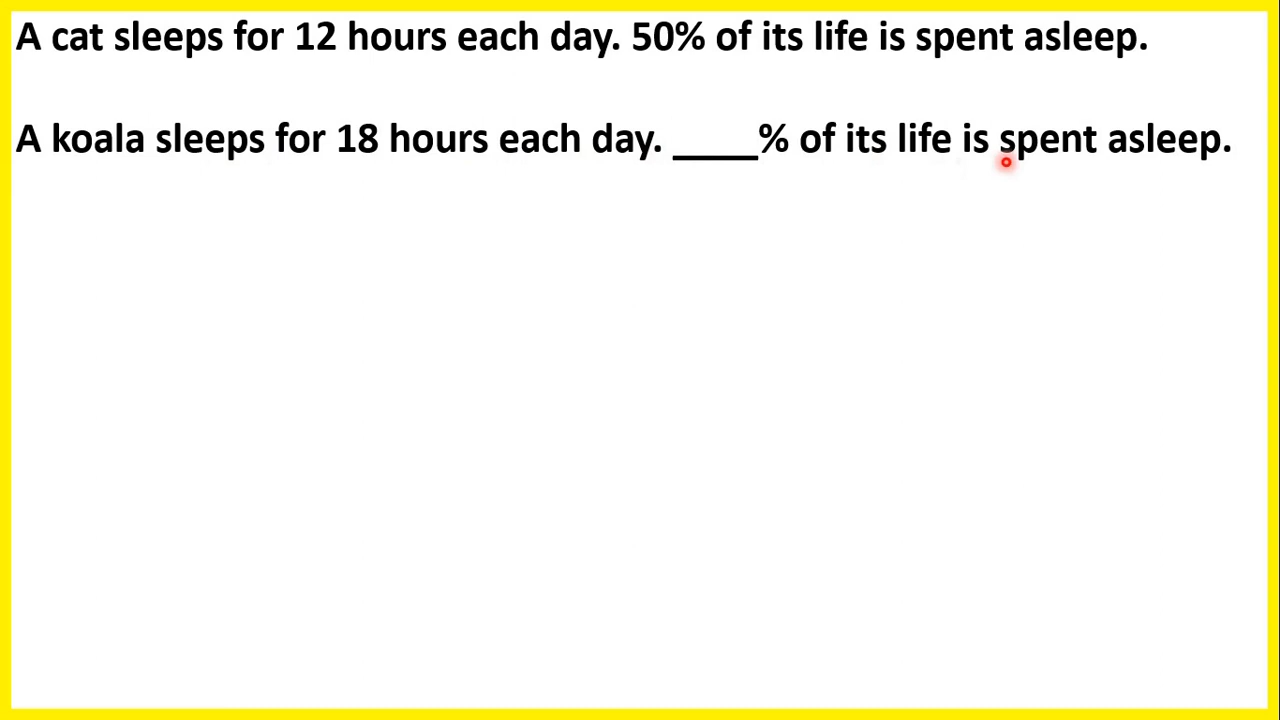 A cat sleeps for 12 hours each day. 50% of its life is spent asleep.
A koala sleeps for 18 hours each day. ____% of its life is spent asleep.